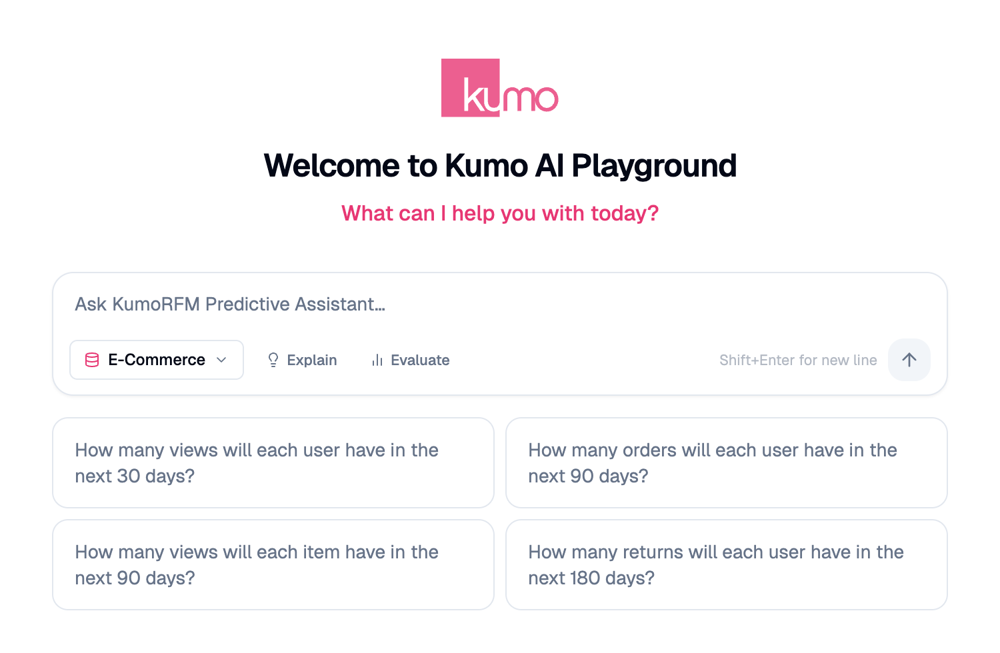 kumo
Welcome to Kumo AI Playground
What can I help you with today?
Ask KumoRFM Predictive Assistant...
E-Commerce
Explain
Evaluate
Shift+Enter for new line
How many views will each user have in the
next 30 days?
How many orders will each user have in the
next 90 days?
How many views will each item have in the
next 90 days?
How many returns will each user have in the
next 180 days?